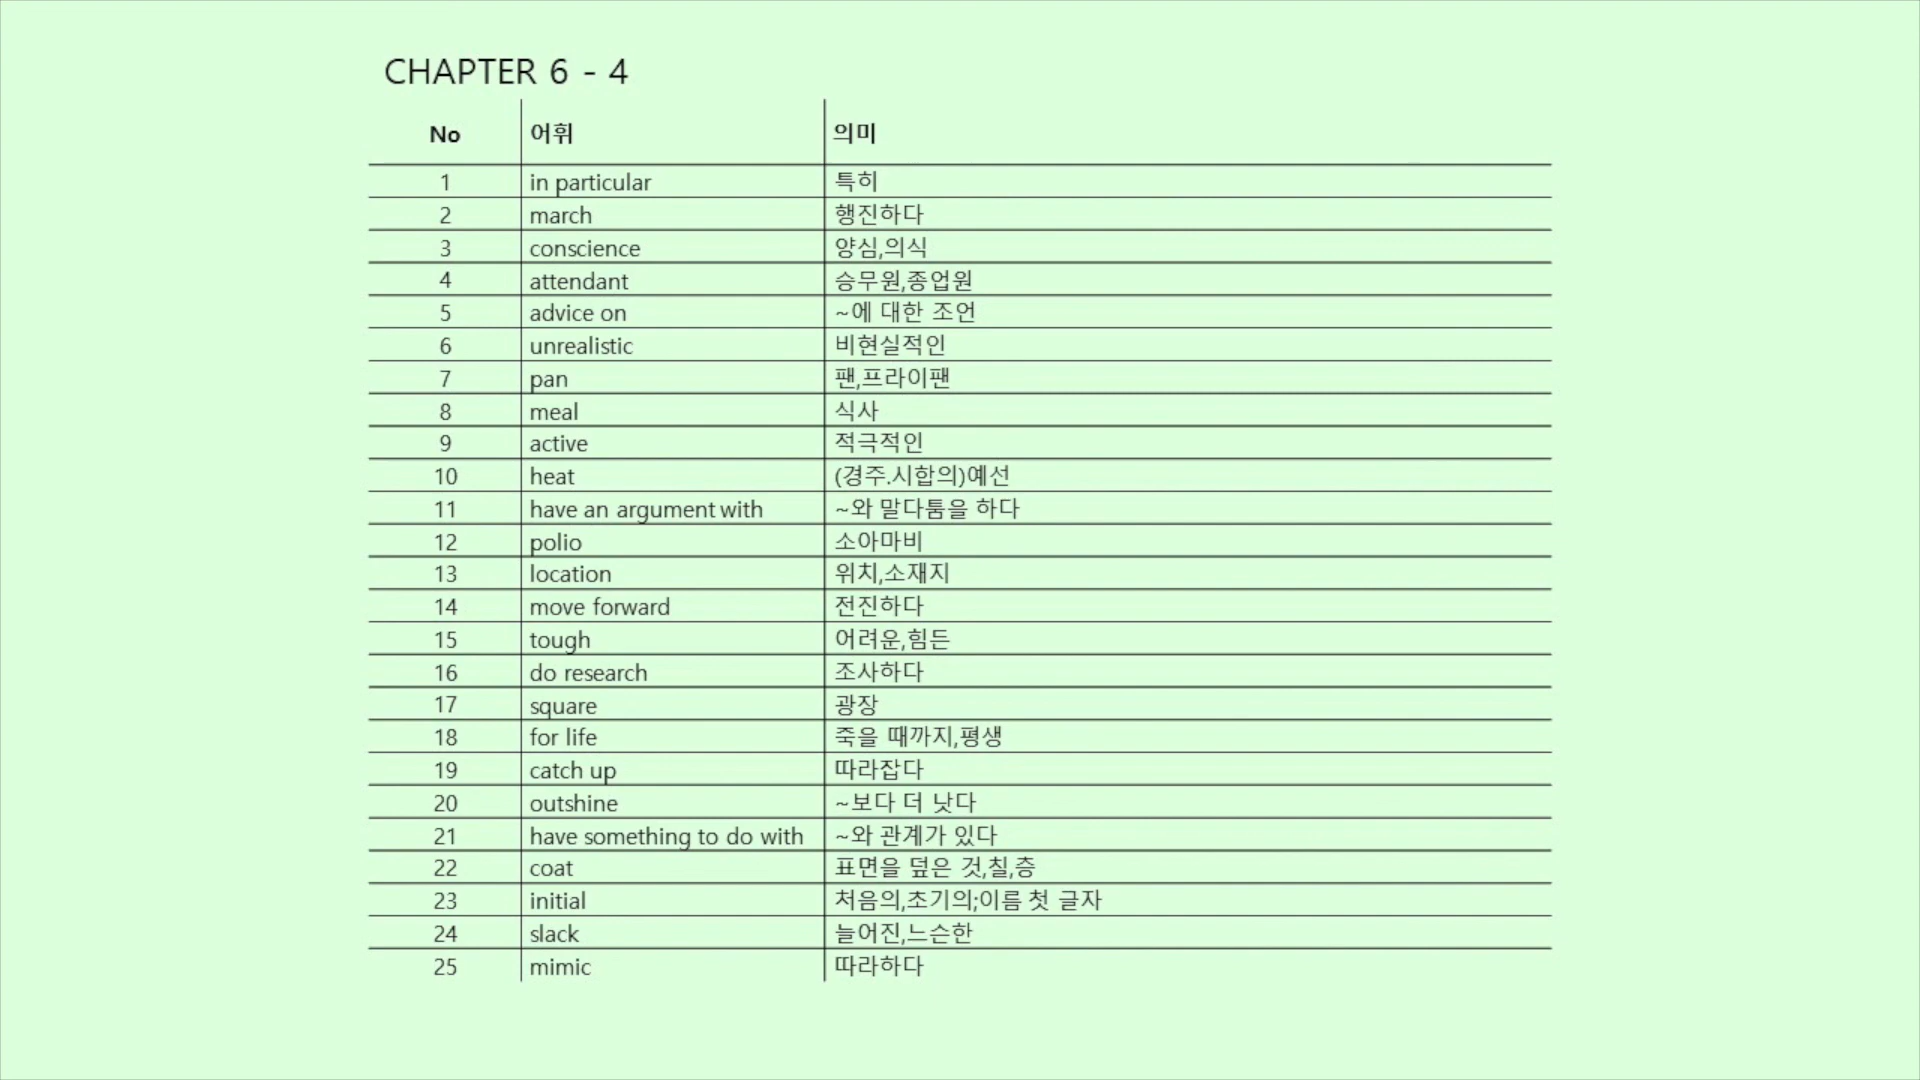 CHAPTER 6 - 4
No 어휘 의미
1 in particular 특히
2 march 행진하다
3 conscience 양심,의식
4 attendant 승무원,종업원
5 advice on ~에 대한 조언
6 unrealistic 비현실적인
7 pan 팬,프라이팬
8 meal 식사
9 active 적극적인
10 heat (경주.시합의)예선
11 have an argument with ~와 말다툼을 하다
12 polio 소아마비
13 location 위치,소재지
14 move forward 전진하다
15 tough 어려운,힘든
16 do research 조사하다
17 square 광장
18 for life 죽을 때까지,평생
19 catch up 따라잡다
20 outshine ~보다 더 낫다
21 have something to do with ~와 관계가 있다
22 coat 표면을 덮은 것,칠,층
23 initial 처음의,초기의;이름 첫 글자
24 slack 늘어진,느슨한
25 mimic 따라하다